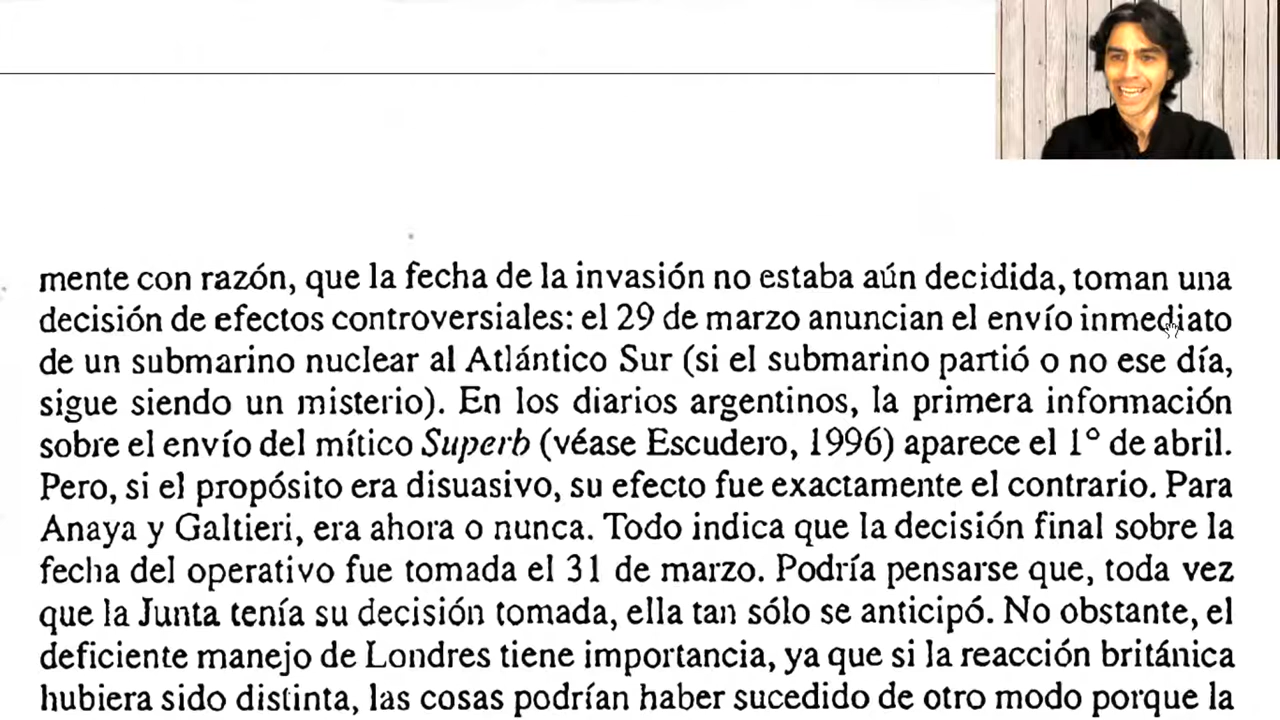 mente con razón, que la fecha de la invasión no estaba aún decidida, toman una
decisión de efectos controversiales: el 29 de marzo anuncian el envío inmediato
de un submarino nuclear al Atlántico Sur (si el submarino partió o no ese día,
sigue siendo un misterio). En los diarios argentinos, la primera información
sobre el envío del mítico Superb (véase Escudero, 1996) aparece el 1° de abril.
Pero, si el propósito era disuasivo, su efecto fue exactamente el contrario. Para
Anaya y Galtieri, era ahora o nunca. Todo indica que la decisión final sobre la
fecha del operativo fue tomada el 31 de marzo. Podría pensarse que, toda vez
que la Junta tenía su decisión tomada, ella tan sólo se anticipó. No obstante, el
deficiente manejo de Londres tiene importancia, ya que si la reacción británica
hubiera sido distinta, las cosas podrían haber sucedido de otro modo porque la